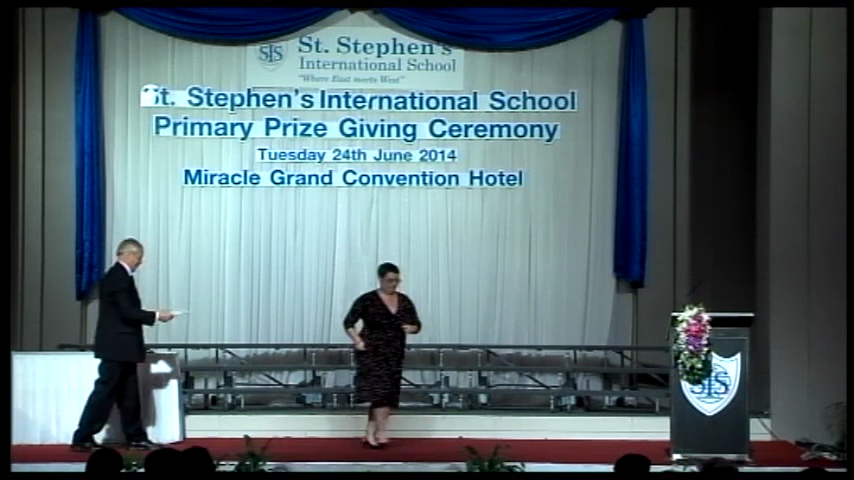 SIS
St. Stephen's
International School
"Where East meets West"
St. Stephen's International School
Primary Prize Giving Ceremony
Tuesday 24th June 2014
Miracle Grand Convention Hotel
SIS